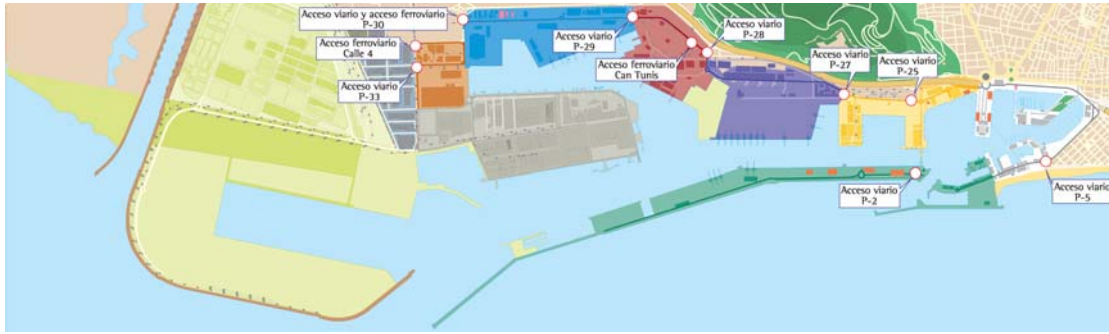 Acceso viario y acceso ferroviario
P-30
Acceso ferroviario
Calle 4
Acceso viario
P-33
Acceso viario
P-29
Acceso ferroviario
Can Tunis
Acceso viario
P-28
Acceso viario
P-27
Acceso viario
P-25
Acceso viario
P-2
Acceso viario
P-5